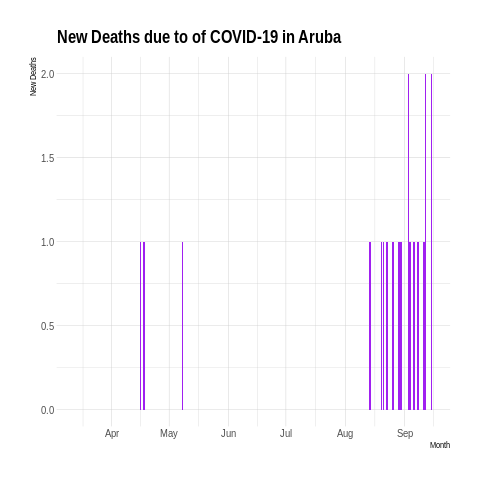 New Deaths due to of COVID-19 in Aruba
New Deaths
2.0
1.5
1.0
0.5
0.0
Apr May Jun Jul Aug Sep
Month